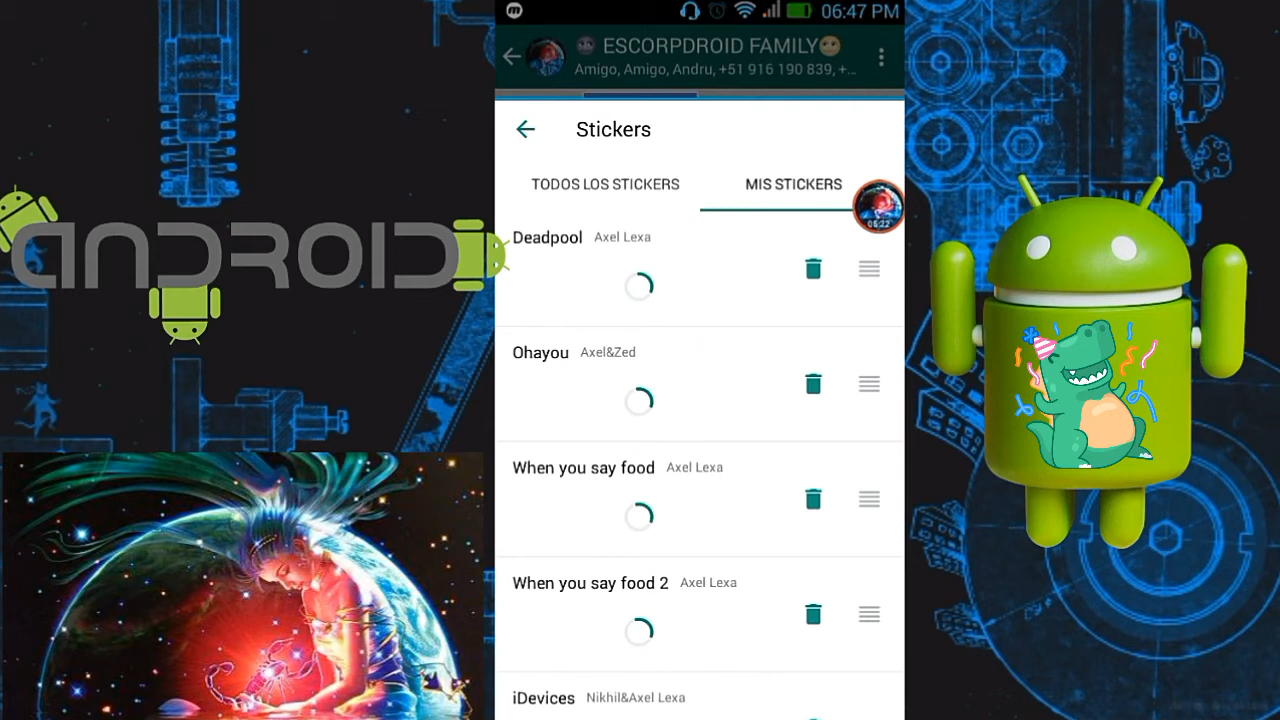 06:47 PM
ESCORPDROID FAMILY
Amigo, Amigo, Andru, +51 916 190 839, +...
Stickers
TODOS LOS STICKERS
MIS STICKERS
05:22
ANDROID
Deadpool Axel Lexa
Ohayou Axel&Zed
When you say food Axel Lexa
When you say food 2 Axel Lexa
iDevices Nikhil&Axel Lexa